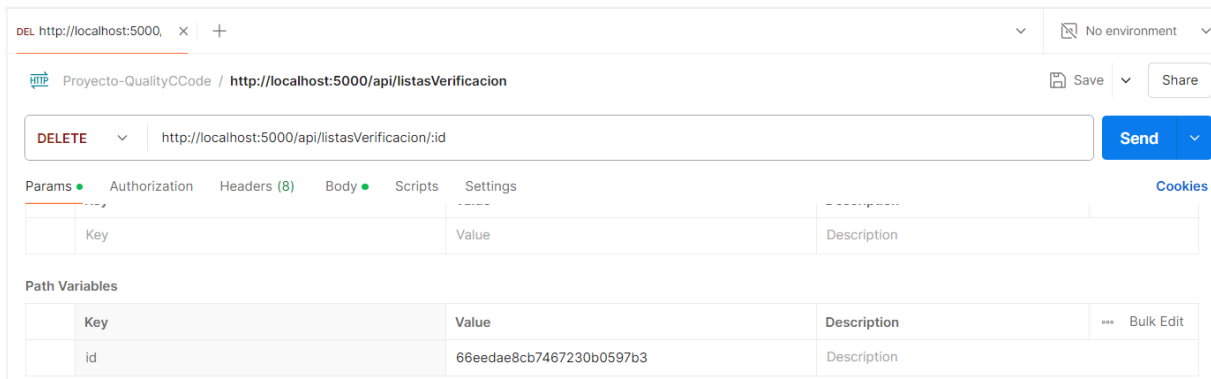 DEL http://localhost:5000,
No environment
HTTP Proyecto-QualityCCode / http://localhost:5000/api/listasVerificacion
Save Share
DELETE http://localhost:5000/api/listasVerificacion/:id Send
Params Authorization Headers (8) Body Scripts Settings Cookies
Key Value Description
Path Variables
Key Value Description Bulk Edit
id 66eedae8cb7467230b0597b3 Description